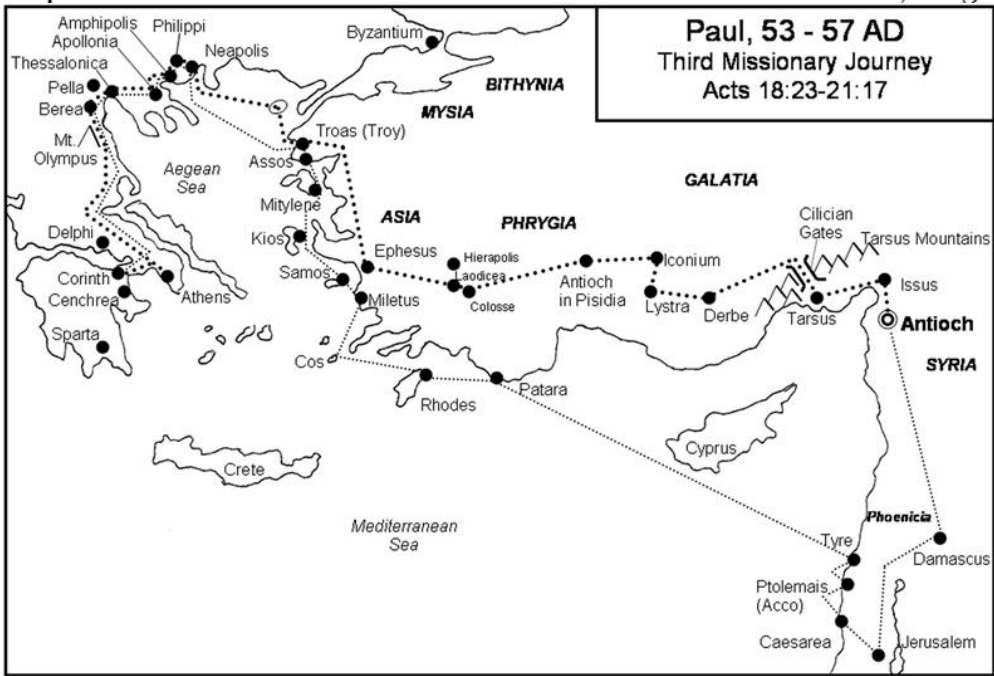 Paul, 53 - 57 AD
Third Missionary Journey
Acts 18:23-21:17
Amphipolis
Philippi
Apollonia
Neapolis
Thessalonica
Byzantium
Pella
BITHYNIA
Berea
MYSIA
Mt.
Olympus
Troas (Troy)
Aegean
Sea
Assos
GALATIA
Mitylene
Cilician
Gates
ASIA
PHRYGIA
Tarsus Mountains
Delphi
Kios
Ephesus
Hierapolis
Iconium
Corinth
Samos
Laodicea
Antioch
in Pisidia
Issus
Cenchrea
Athens
Miletus
Colosse
Lystra
Derbe
Tarsus
Antioch
Sparta
Cos
SYRIA
Rhodes
Patara
Cyprus
Crete
Phoenicia
Mediterranean
Sea
Tyre
Damascus
Ptolemais
(Acco)
Caesarea
Jerusalem